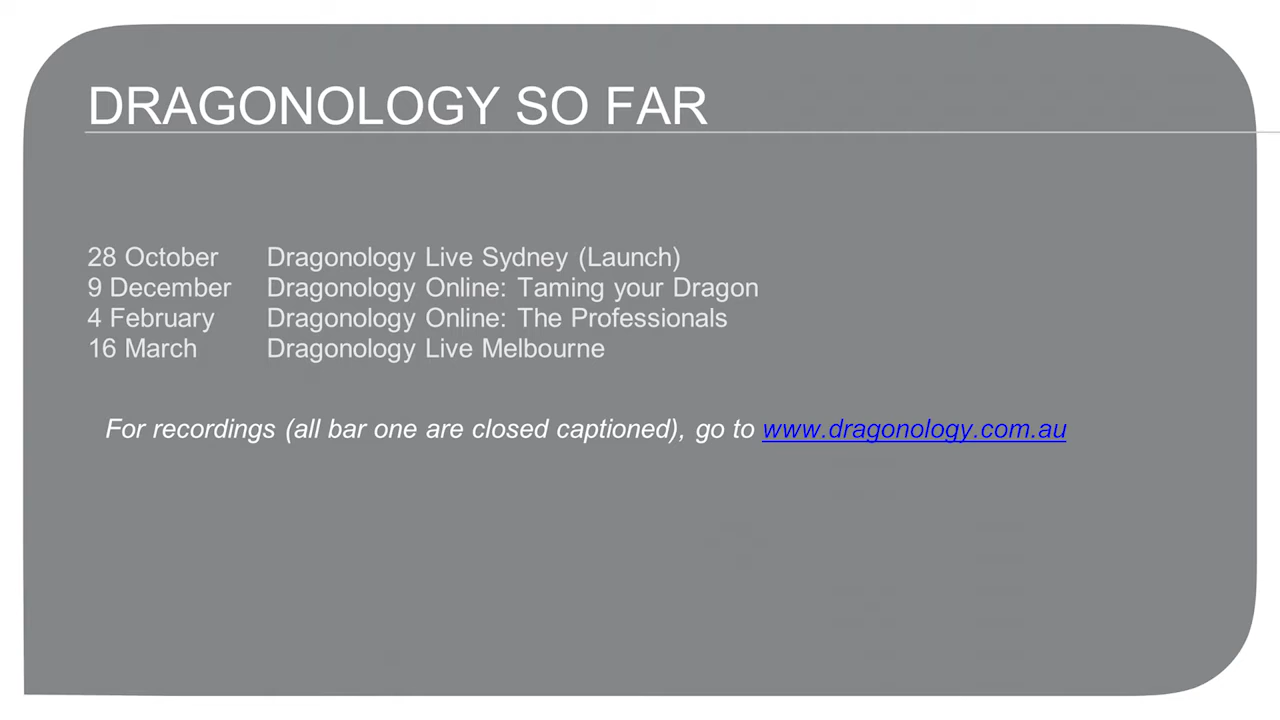 DRAGONOLOGY SO FAR
28 October Dragonology Live Sydney (Launch)
9 December Dragonology Online: Taming your Dragon
4 February Dragonology Online: The Professionals
16 March Dragonology Live Melbourne
For recordings (all bar one are closed captioned), go to www.dragonology.com.au